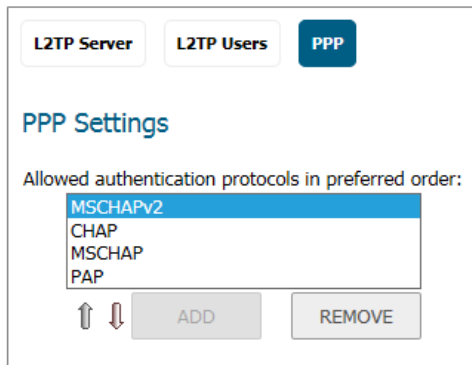 L2TP Server L2TP Users PPP
PPP Settings
Allowed authentication protocols in preferred order:
MSCHAPv2
CHAP
MSCHAP
PAP
ADD REMOVE